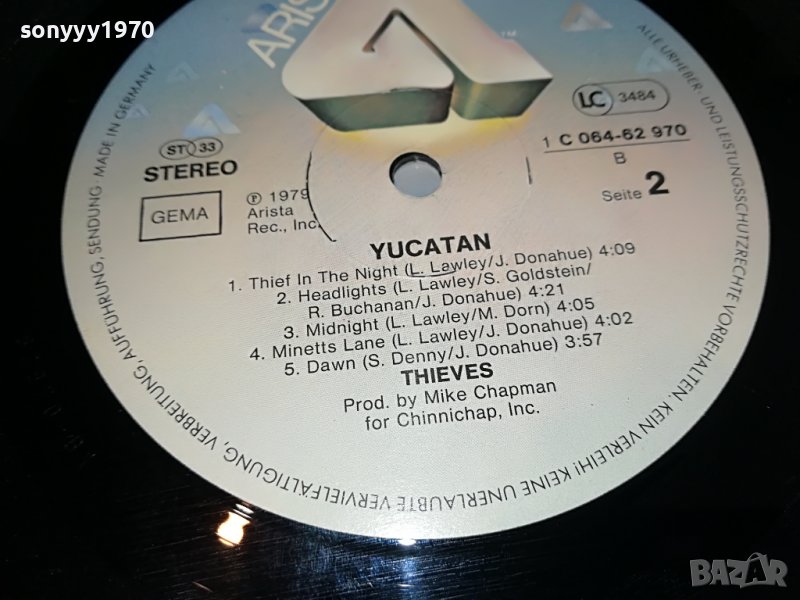 sonyyy1970
ARIS
TM
LC 3484
1 C 064-62 970
B
Seite 2
ST 33
STEREO
GEMA
℗ 1979
Arista
Rec., Inc.
YUCATAN
1. Thief In The Night (L. Lawley/J. Donahue) 4:09
2. Headlights (L. Lawley/S. Goldstein/
R. Buchanan/J. Donahue) 4:21
3. Midnight (L. Lawley/M. Dorn) 4:05
4. Minetts Lane (L. Lawley/J. Donahue) 4:02
5. Dawn (S. Denny/J. Donahue) 3:57
THIEVES
Prod. by Mike Chapman
for Chinnichap, Inc.
ALLE URHEBER- UND LEISTUNGSSCHUTZRECHTE VORBEHALTEN. KEIN VERLEIH! KEINE UNERLAUBTE VERVIELFÄLTIGUNG, VERBREITUNG, AUFFÜHRUNG, SENDUNG · MADE IN GERMANY
BAZAR